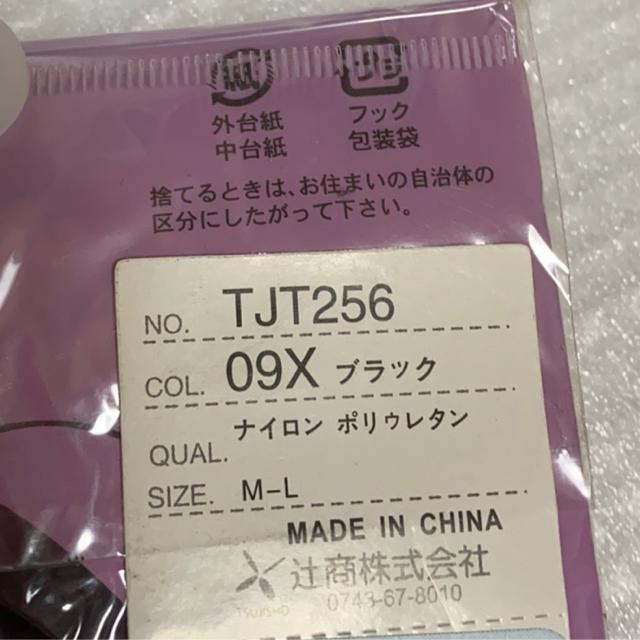 紙
外台紙
中台紙
フック
包装袋
捨てるときは、お住まいの自治体の
区分にしたがって下さい。
NO. TJT256
COL. 09X ブラック
QUAL. ナイロン ポリウレタン
SIZE. M-L
MADE IN CHINA
辻商株式会社
TSUJISHO
0743-67-8010